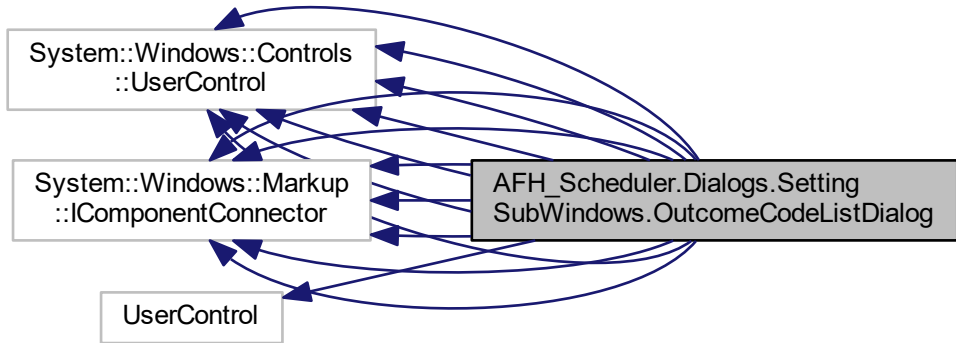 System::Windows::Controls
::UserControl
System::Windows::Markup
::IComponentConnector
AFH_Scheduler.Dialogs.Setting
SubWindows.OutcomeCodeListDialog
UserControl